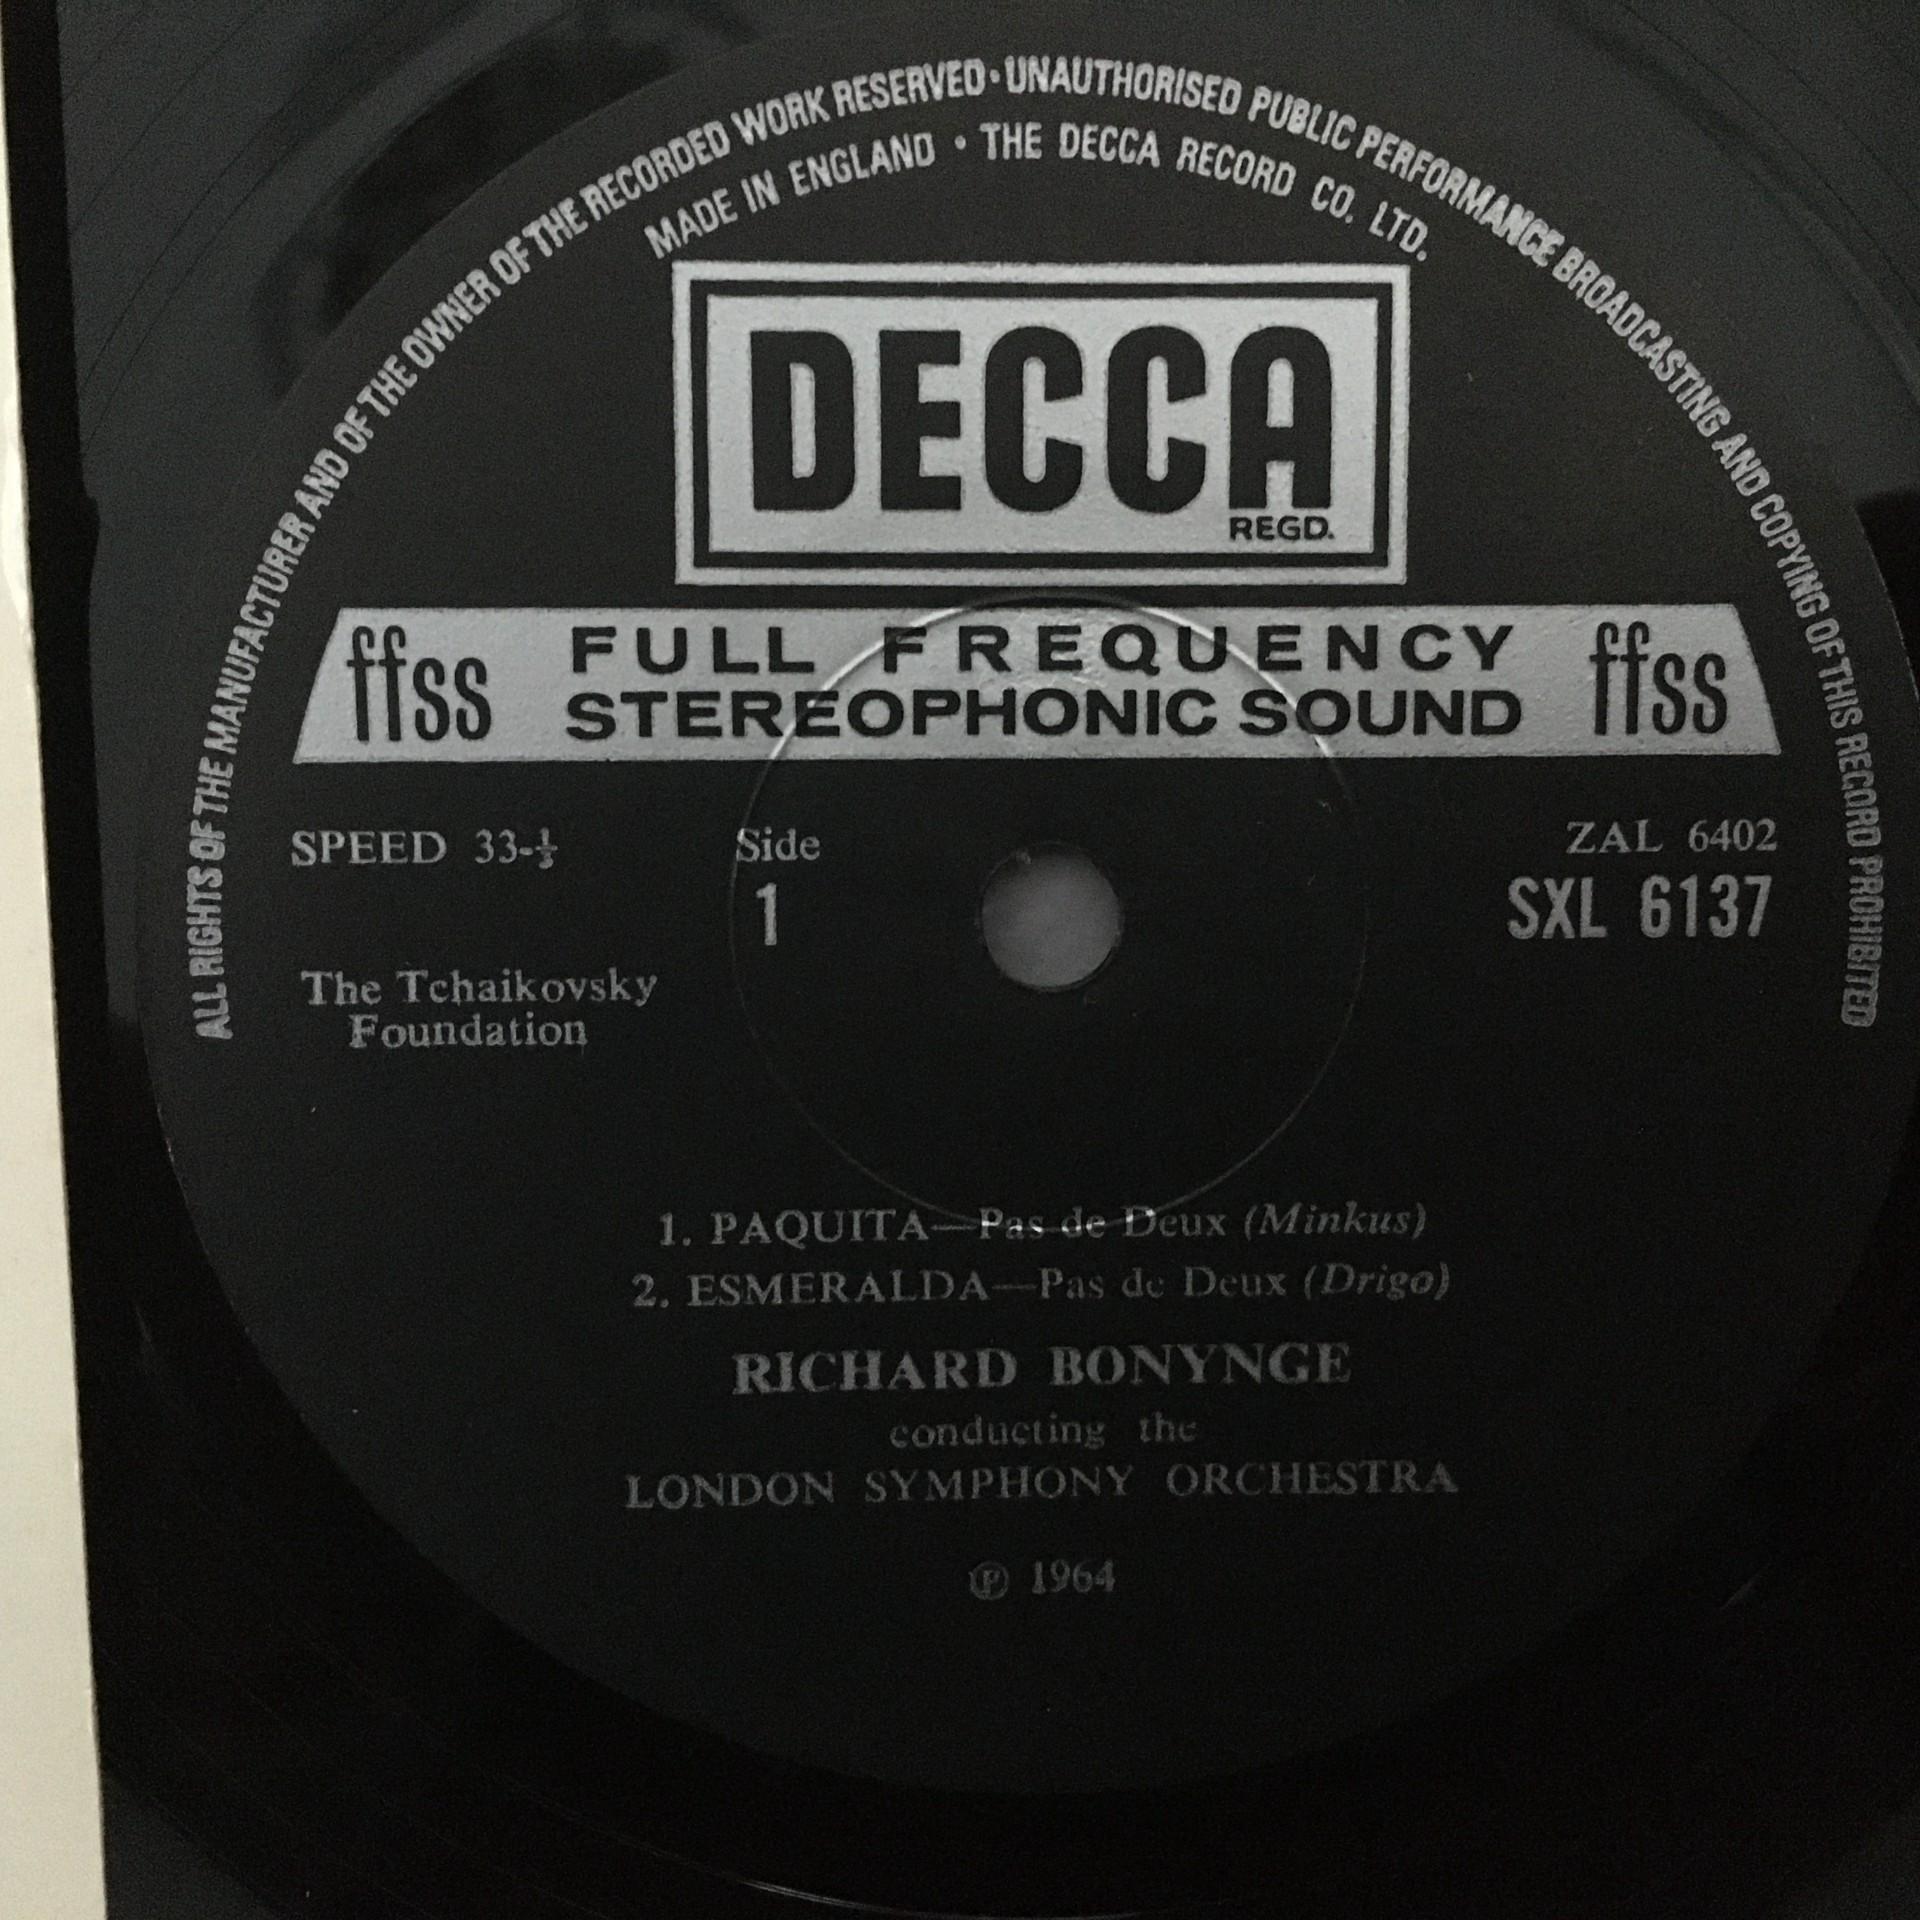 ALL RIGHTS OF THE MANUFACTURER AND OF THE OWNER OF THE RECORDED WORK RESERVED · UNAUTHORISED PUBLIC PERFORMANCE BROADCASTING AND COPYING OF THIS RECORD PROHIBITED
MADE IN ENGLAND · THE DECCA RECORD CO. LTD.
DECCA
REGD.
ffss FULL FREQUENCY ffss
STEREOPHONIC SOUND
SPEED 33-⅓ Side ZAL 6402
1 SXL 6137
The Tchaikovsky
Foundation
1. PAQUITA—Pas de Deux (Minkus)
2. ESMERALDA—Pas de Deux (Drigo)
RICHARD BONYNGE
conducting the
LONDON SYMPHONY ORCHESTRA
℗ 1964